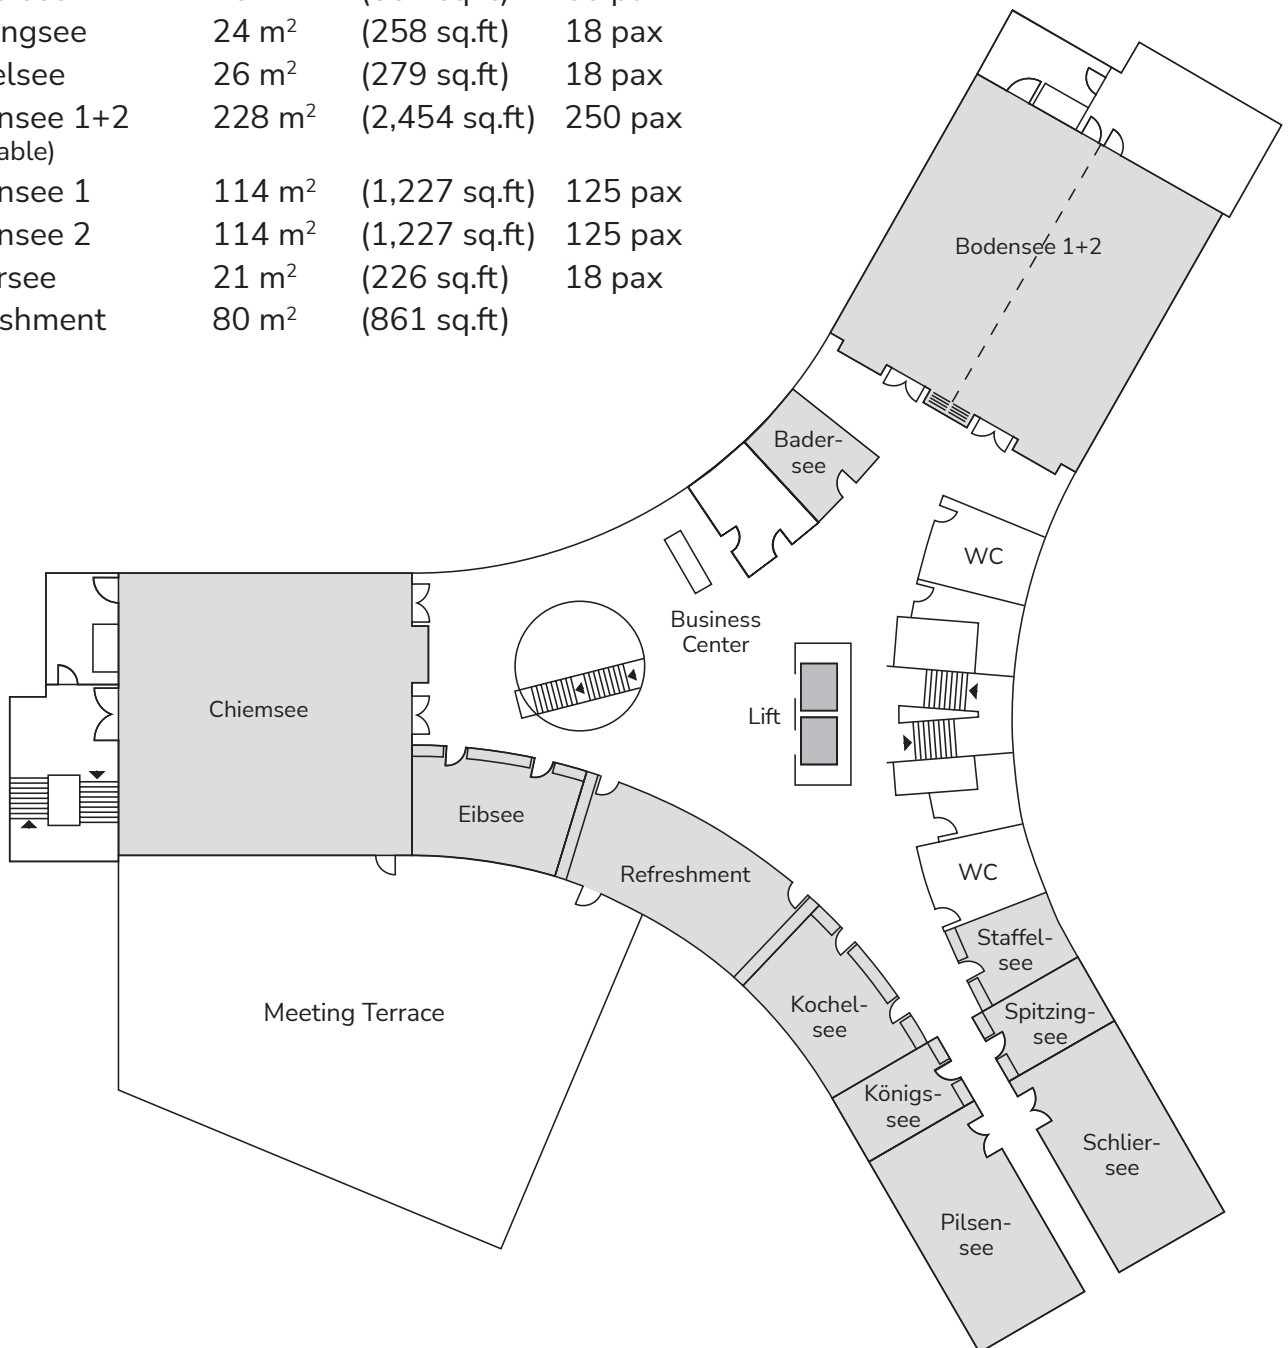 ngsee 24 m² (258 sq.ft) 18 pax
elsee 26 m² (279 sq.ft) 18 pax
nsee 1+2 228 m² (2,454 sq.ft) 250 pax
able)
nsee 1 114 m² (1,227 sq.ft) 125 pax
nsee 2 114 m² (1,227 sq.ft) 125 pax
rsee 21 m² (226 sq.ft) 18 pax
shment 80 m² (861 sq.ft)
Bodensee 1+2
Bader-
see
WC
Business
Center
Chiemsee
Lift
Eibsee
Refreshment
WC
Staffel-
see
Kochel-
see
Spitzing-
see
Meeting Terrace
Königs-
see
Schlier-
see
Pilsen-
see